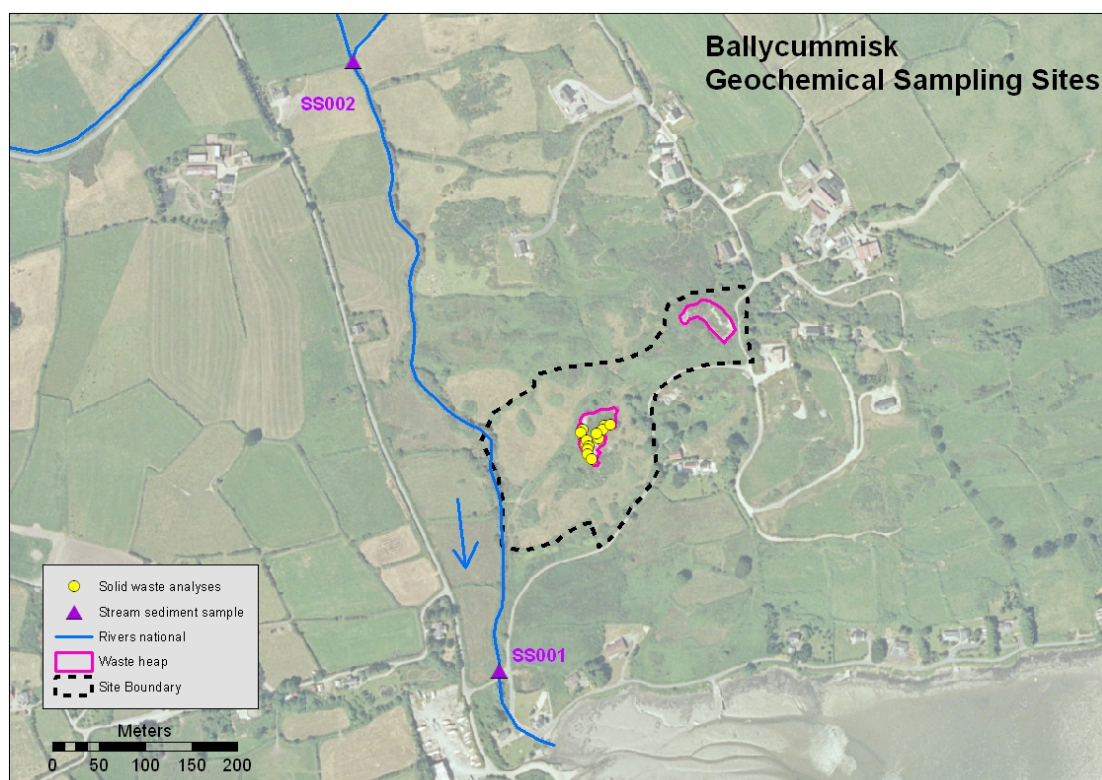 Ballycummisk
Geochemical Sampling Sites
SS002
SS001
Solid waste analyses
Stream sediment sample
Rivers national
Waste heap
Site Boundary
Meters
0 50 100 150 200